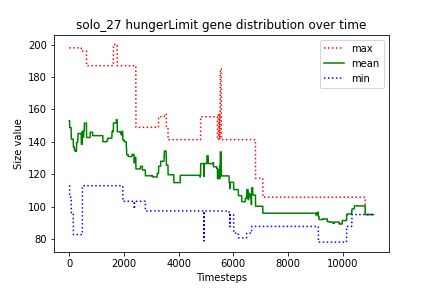 solo_27 hungerLimit gene distribution over time
max
mean
min
Size value
200
180
160
140
120
100
80
0
2000
4000
6000
8000
10000
Timesteps